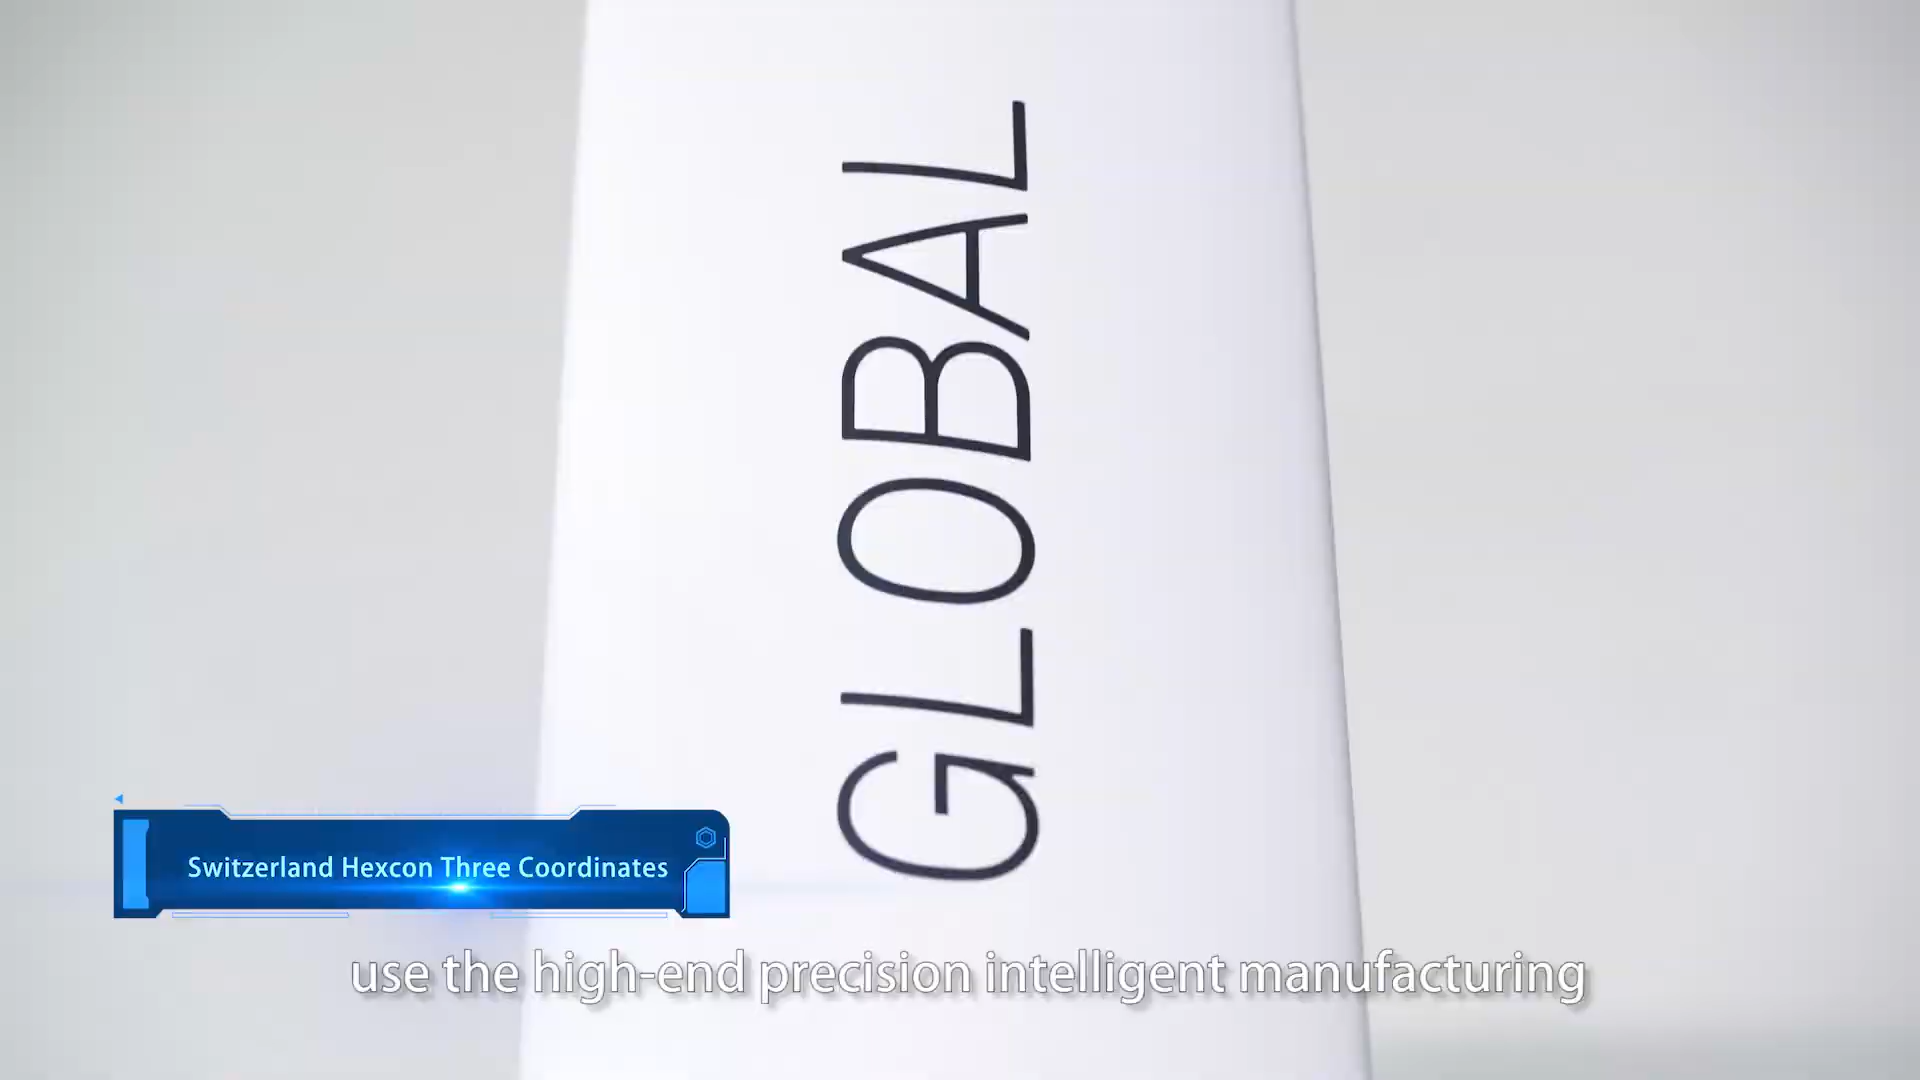 GLOBAL
Switzerland Hexcon Three Coordinates
use the high-end precision intelligent manufacturing